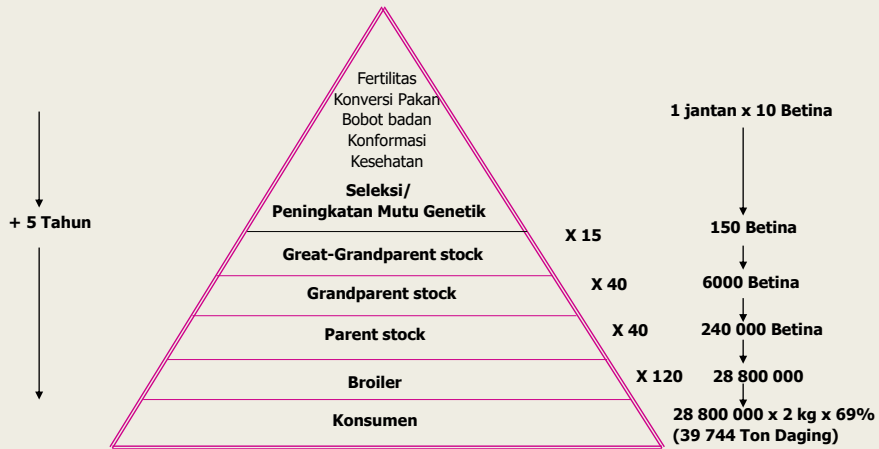 Fertilitas
Konversi Pakan
Bobot badan
Konformasi
Kesehatan
Seleksi/
Peningkatan Mutu Genetik
Great-Grandparent stock
Grandparent stock
Parent stock
Broiler
Konsumen
+ 5 Tahun
X 15
X 40
X 40
X 120
1 jantan x 10 Betina
150 Betina
6000 Betina
240 000 Betina
28 800 000
28 800 000 x 2 kg x 69%
(39 744 Ton Daging)